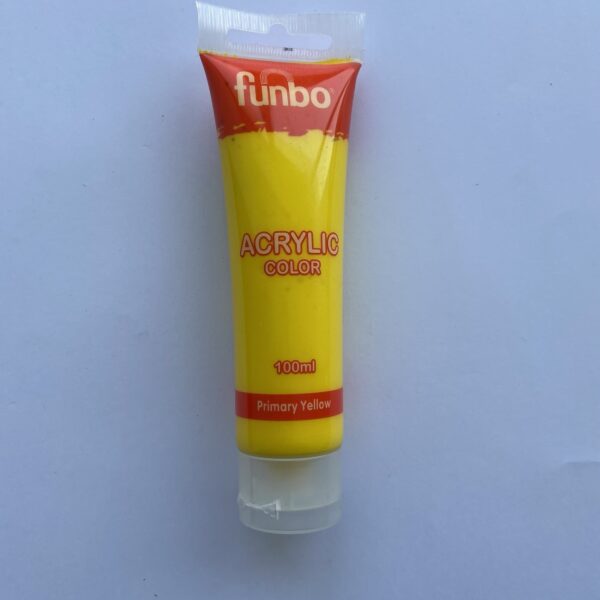 funbo
ACRYLIC
COLOR
100ml
Primary Yellow